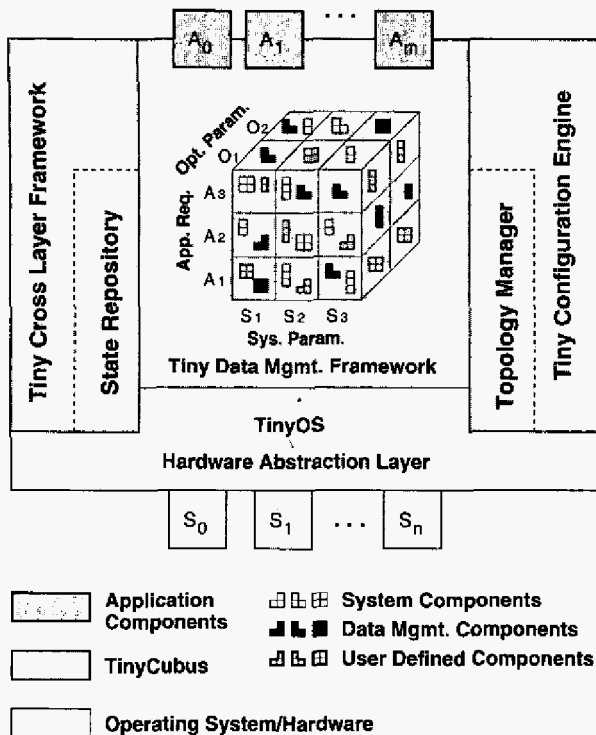 A0 A1 ... Am
Tiny Cross Layer Framework
State Repository
Opt. Param.
O2
O1
App. Req.
A3
A2
A1
S1 S2 S3
Sys. Param.
Tiny Data Mgmt. Framework
Topology Manager
Tiny Configuration Engine
TinyOS
Hardware Abstraction Layer
S0 S1 ... Sn
Application Components
System Components
Data Mgmt. Components
User Defined Components
TinyCubus
Operating System/Hardware